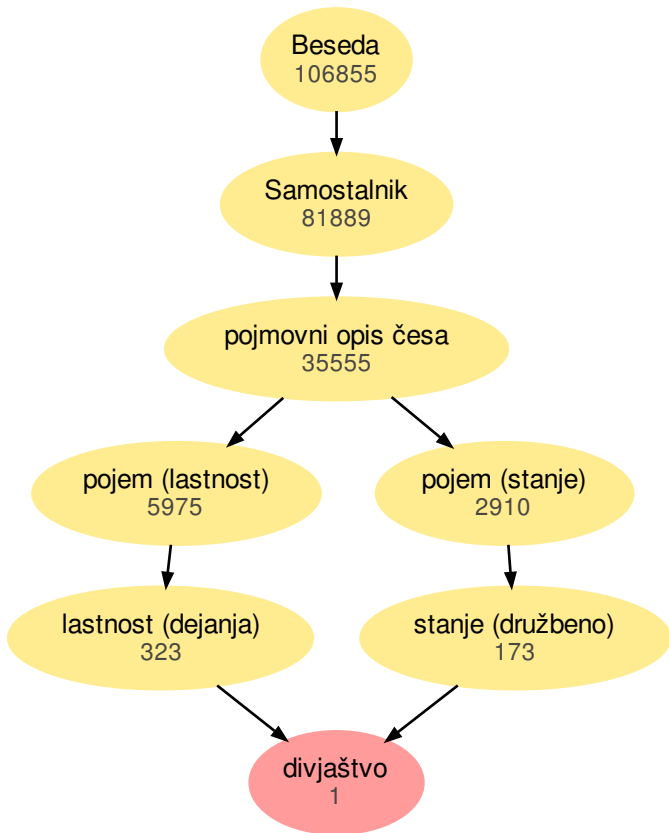 Beseda
106855
Samostalnik
81889
pojmovni opis česa
35555
pojem (lastnost)
5975
pojem (stanje)
2910
lastnost (dejanja)
323
stanje (družbeno)
173
divjaštvo
1